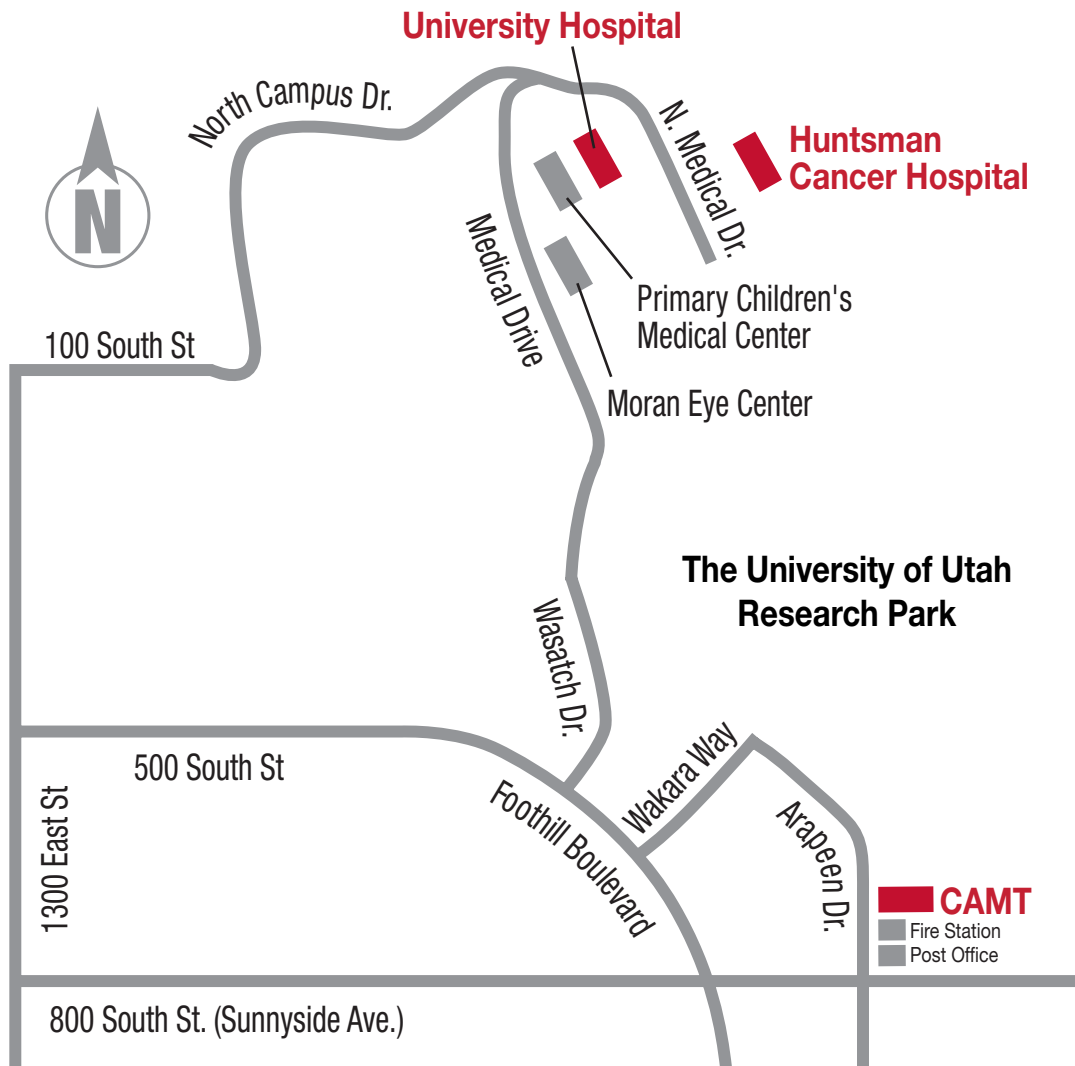 University Hospital
North Campus Dr.
N. Medical Dr.
Huntsman
Cancer Hospital
N
Medical Drive
Primary Children's
Medical Center
100 South St
Moran Eye Center
The University of Utah
Research Park
Wasatch Dr.
500 South St
Wakara Way
Foothill Boulevard
Arapeen Dr.
1300 East St
CAMT
Fire Station
Post Office
800 South St. (Sunnyside Ave.)